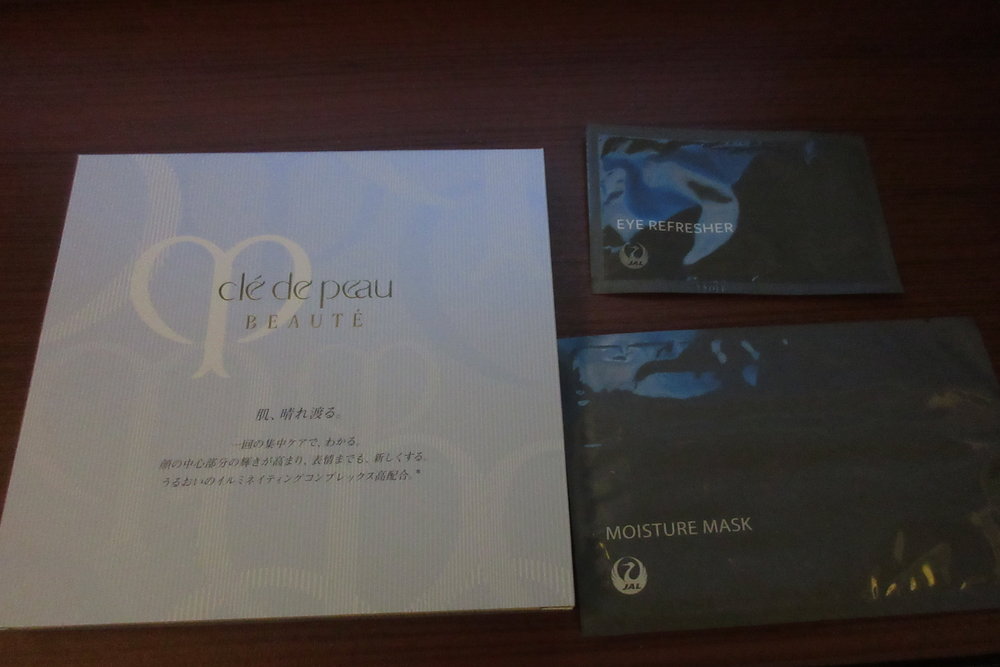 clé de peau
BEAUTÉ
肌、晴れ渡る。
一回の集中ケアで、わかる。
顔の中心部分の輝きが高まり、表情までも、新しくする。
うるおいのイルミネイティングコンプレックス高配合。*
EYE REFRESHER
JAL
MOISTURE MASK
JAL